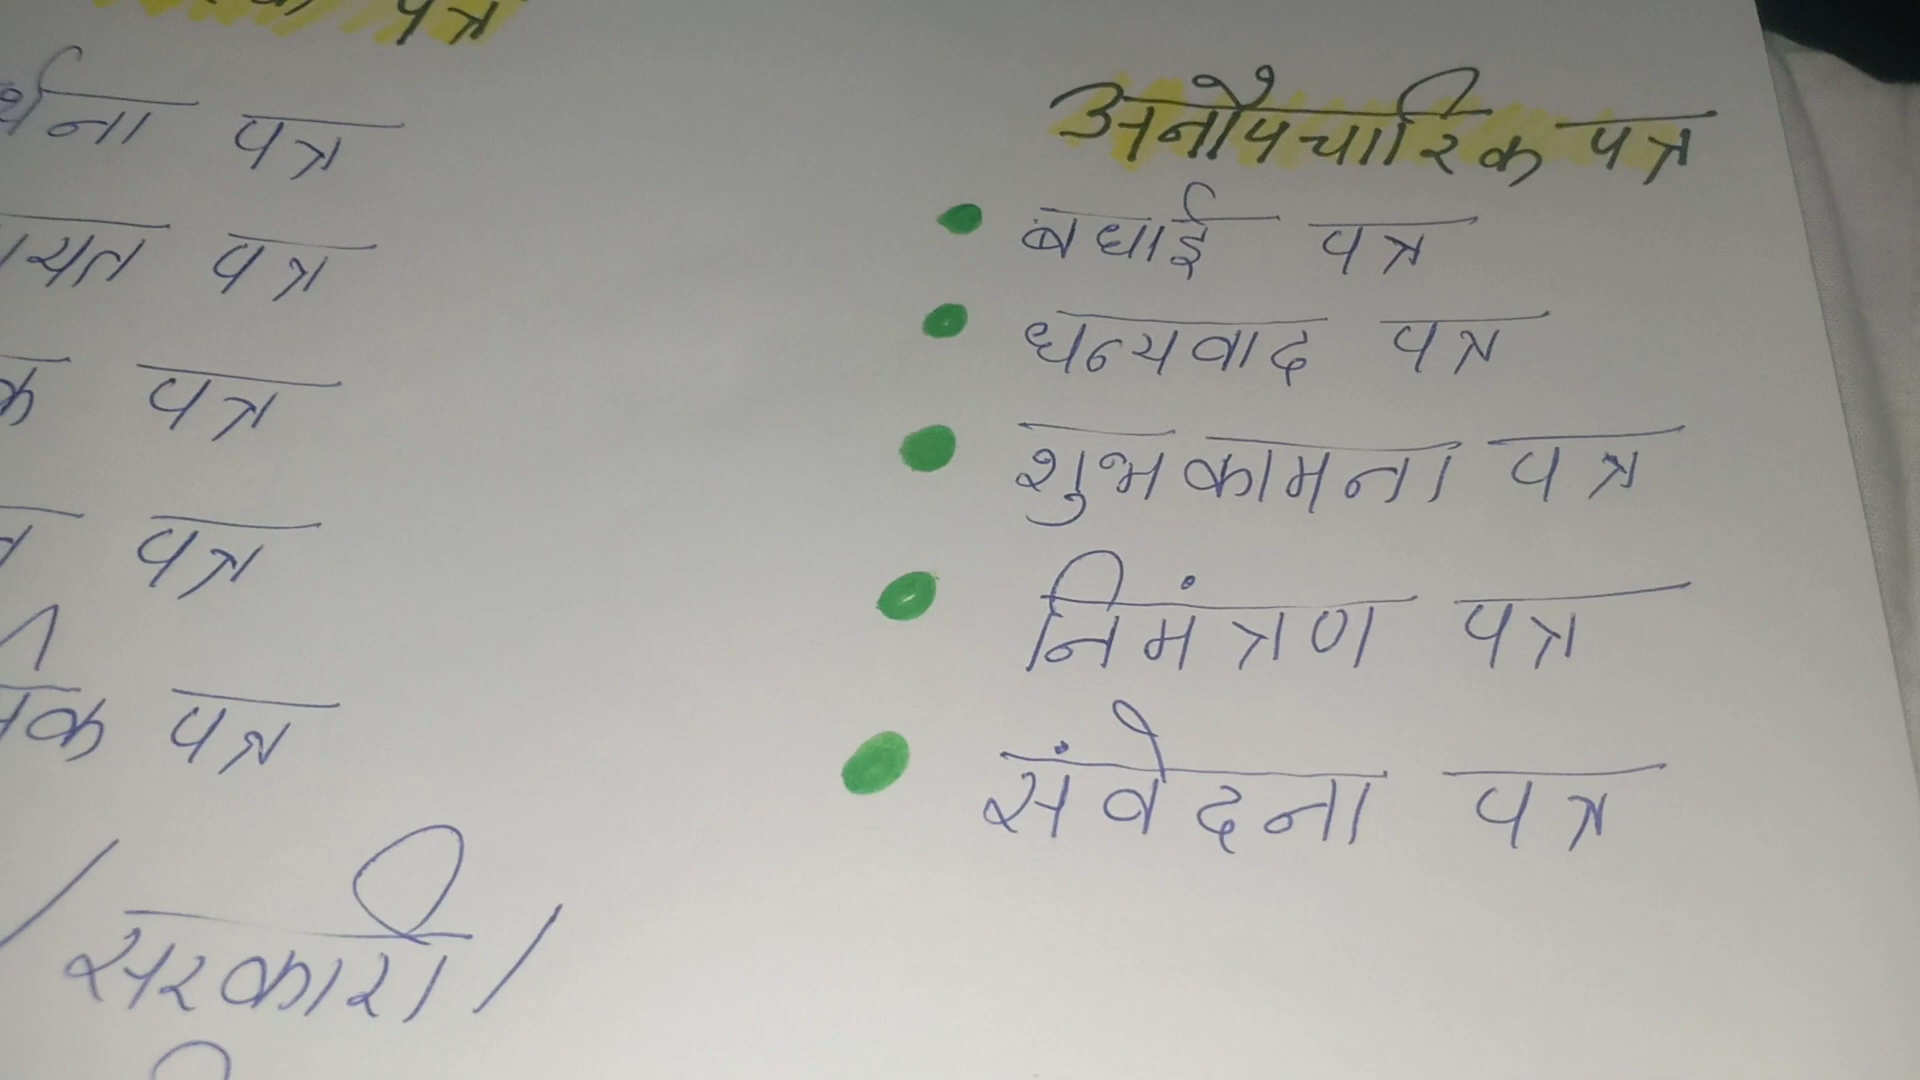 पत्र
पत्र
पत्र
पत्र
पत्र
पत्र
/सरकारी/
अनौपचारिक पत्र
बधाई पत्र
धन्यवाद पत्र
शुभकामना पत्र
निमंत्रण पत्र
संवेदना पत्र